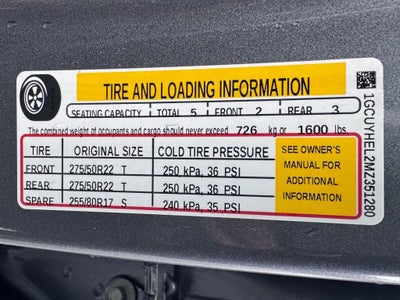 TIRE AND LOADING INFORMATION
SEATING CAPACITY TOTAL 5 FRONT 2 REAR 3
The combined weight of occupants and cargo should never exceed 726 kg or 1600 lbs.
TIRE ORIGINAL SIZE COLD TIRE PRESSURE
FRONT 275/50R22 T 250 kPa, 36 PSI
REAR 275/50R22 T 250 kPa, 36 PSI
SPARE 255/80R17 S 240 kPa, 35 PSI
SEE OWNER'S
MANUAL FOR
ADDITIONAL
INFORMATION
1GCUYHEL2MZ351280